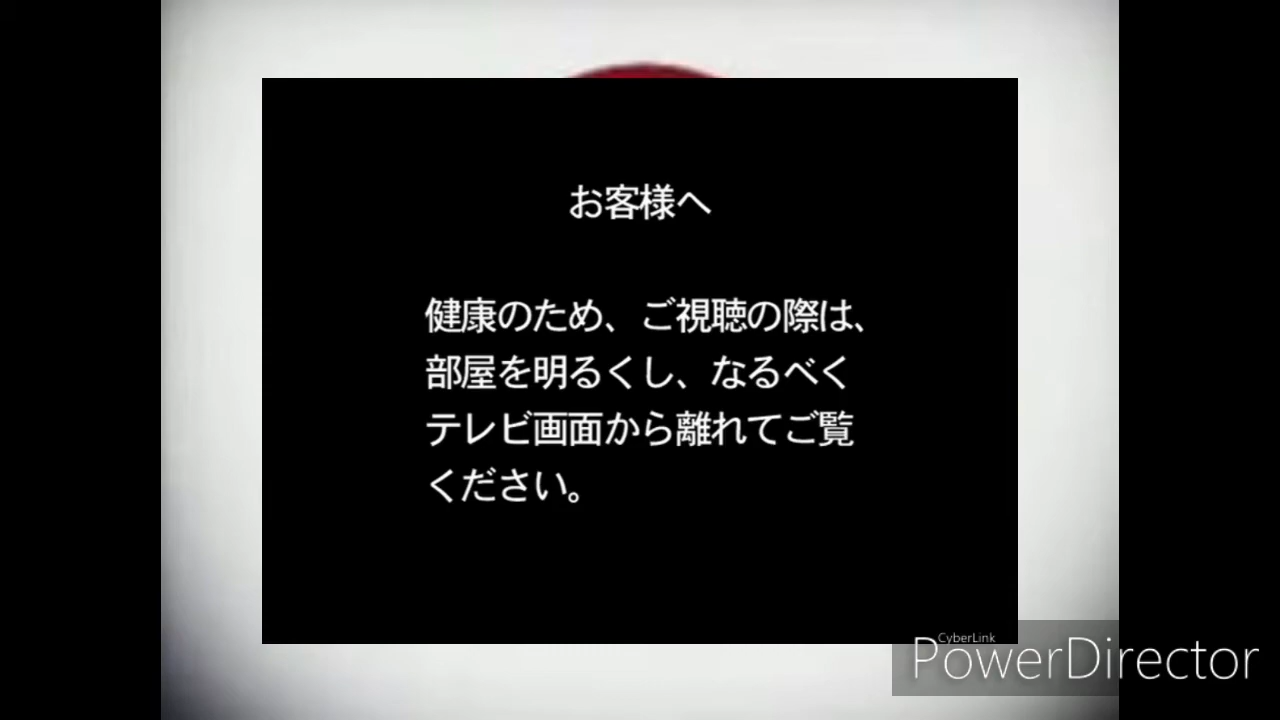 お客様へ
健康のため、ご視聴の際は、
部屋を明るくし、なるべく
テレビ画面から離れてご覧
ください。
CyberLink
PowerDirector